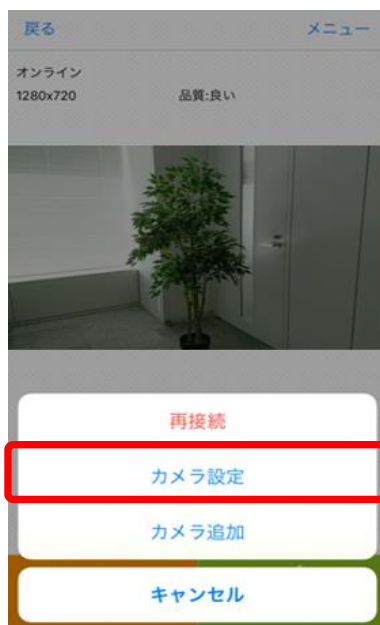 戻る メニュー
オンライン
1280x720 品質:良い
再接続
カメラ設定
カメラ追加
キャンセル